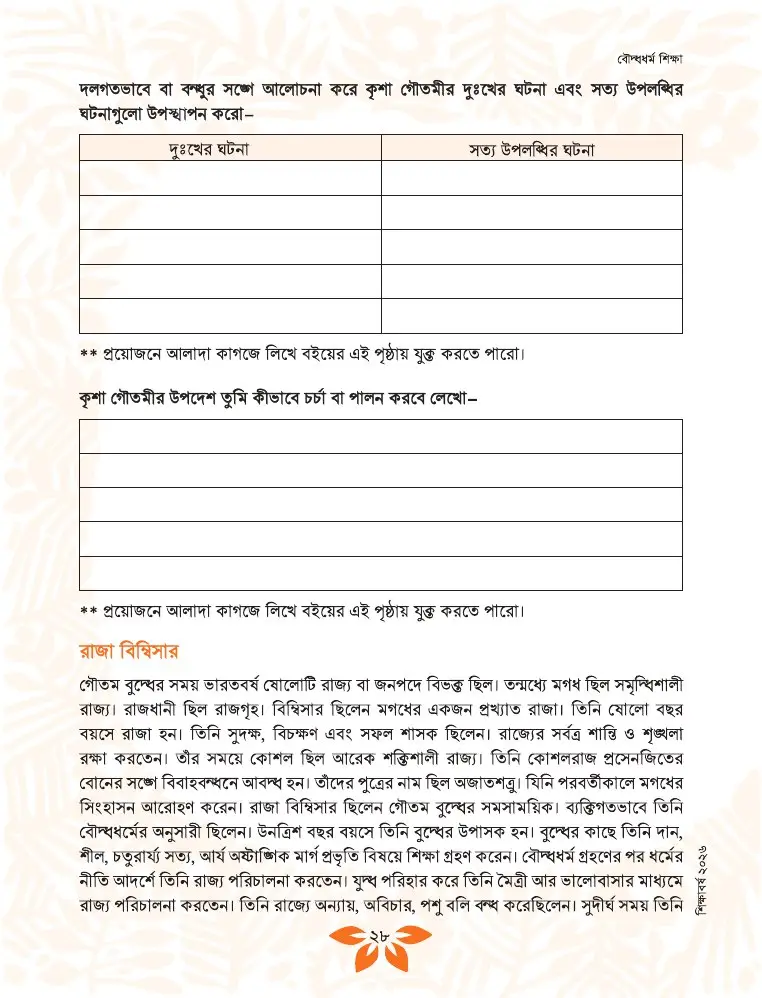 বৌদ্ধধর্ম শিক্ষা
দলগতভাবে বা বন্ধুর সঙ্গে আলোচনা করে কৃশা গৌতমীর দুঃখের ঘটনা এবং সত্য উপলব্ধির
ঘটনাগুলো উপস্থাপন করো–
দুঃখের ঘটনা
সত্য উপলব্ধির ঘটনা
** প্রয়োজনে আলাদা কাগজে লিখে বইয়ের এই পৃষ্ঠায় যুক্ত করতে পারো।
কৃশা গৌতমীর উপদেশ তুমি কীভাবে চর্চা বা পালন করবে লেখো–
** প্রয়োজনে আলাদা কাগজে লিখে বইয়ের এই পৃষ্ঠায় যুক্ত করতে পারো।
রাজা বিম্বিসার
গৌতম বুদ্ধের সময় ভারতবর্ষ ষোলোটি রাজ্য বা জনপদে বিভক্ত ছিল। তন্মধ্যে মগধ ছিল সমৃদ্ধিশালী
রাজ্য। রাজধানী ছিল রাজগৃহ। বিম্বিসার ছিলেন মগধের একজন প্রখ্যাত রাজা। তিনি ষোলো বছর
বয়সে রাজা হন। তিনি সুদক্ষ, বিচক্ষণ এবং সফল শাসক ছিলেন। রাজ্যের সর্বত্র শান্তি ও শৃঙ্খলা
রক্ষা করতেন। তাঁর সময়ে কোশল ছিল আরেক শক্তিশালী রাজ্য। তিনি কোশলরাজ প্রসেনজিতের
বোনের সঙ্গে বিবাহবন্ধনে আবদ্ধ হন। তাঁদের পুত্রের নাম ছিল অজাতশত্রু। যিনি পরবর্তীকালে মগধের
সিংহাসন আরোহণ করেন। রাজা বিম্বিসার ছিলেন গৌতম বুদ্ধের সমসাময়িক। ব্যক্তিগতভাবে তিনি
বৌদ্ধধর্মের অনুসারী ছিলেন। উনত্রিশ বছর বয়সে তিনি বুদ্ধের উপাসক হন। বুদ্ধের কাছে তিনি দান,
শীল, চতুরার্য্য সত্য, আর্য অষ্টাঙ্গিক মার্গ প্রভৃতি বিষয়ে শিক্ষা গ্রহণ করেন। বৌদ্ধধর্ম গ্রহণের পর ধর্মের
নীতি আদর্শে তিনি রাজ্য পরিচালনা করতেন। যুদ্ধ পরিহার করে তিনি মৈত্রী আর ভালোবাসার মাধ্যমে
রাজ্য পরিচালনা করতেন। তিনি রাজ্যে অন্যায়, অবিচার, পশু বলি বন্ধ করেছিলেন। সুদীর্ঘ সময় তিনি
শিক্ষাবর্ষ ২০২৬
২৮